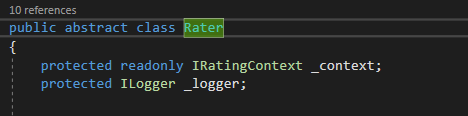 10 references
public abstract class Rater
{
protected readonly IRatingContext _context;
protected ILogger _logger;